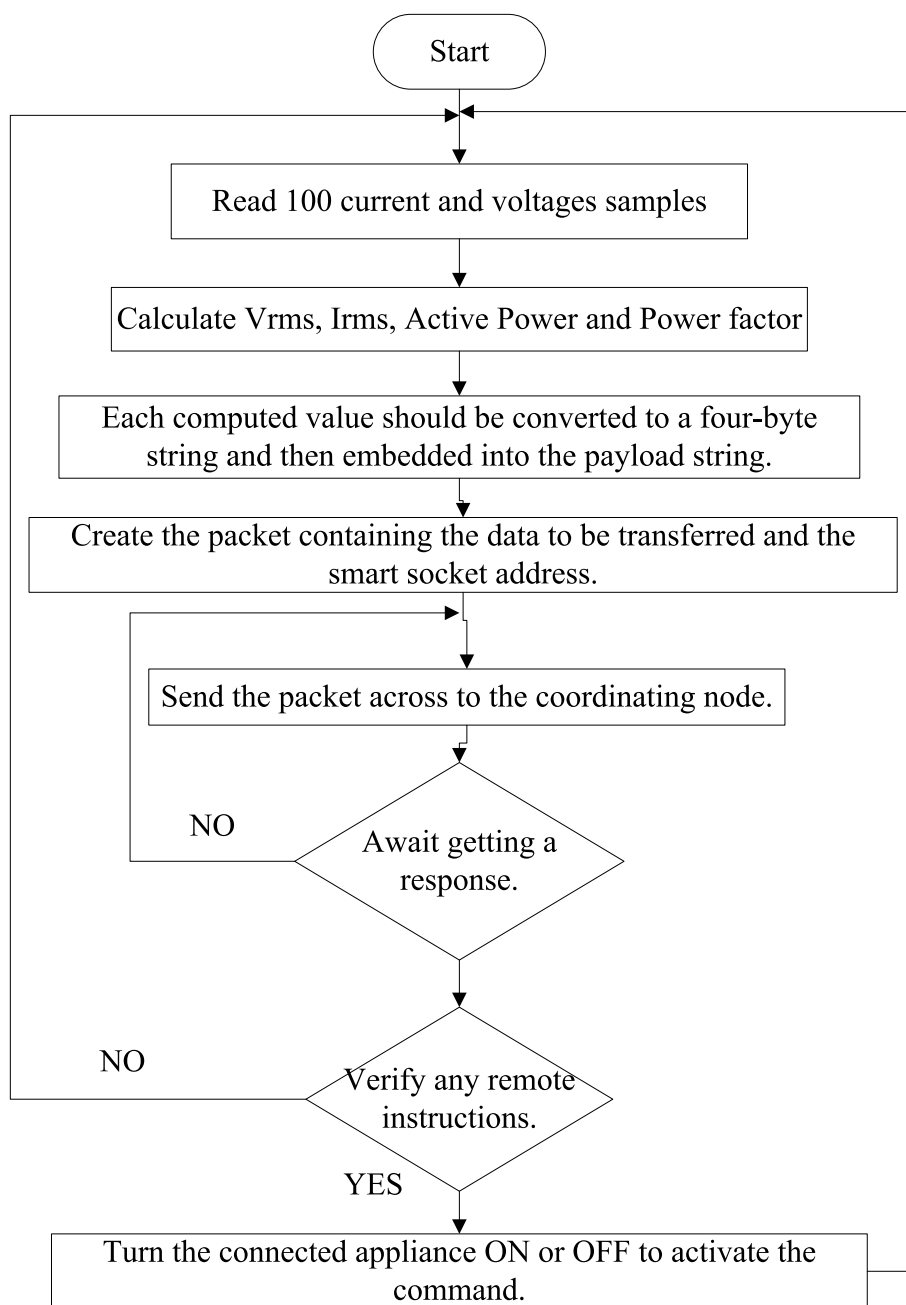 Start
Read 100 current and voltages samples
Calculate Vrms, Irms, Active Power and Power factor
Each computed value should be converted to a four-byte
string and then embedded into the payload string.
Create the packet containing the data to be transferred and the
smart socket address.
Send the packet across to the coordinating node.
NO
Await getting a
response.
NO
Verify any remote
instructions.
YES
Turn the connected appliance ON or OFF to activate the
command.